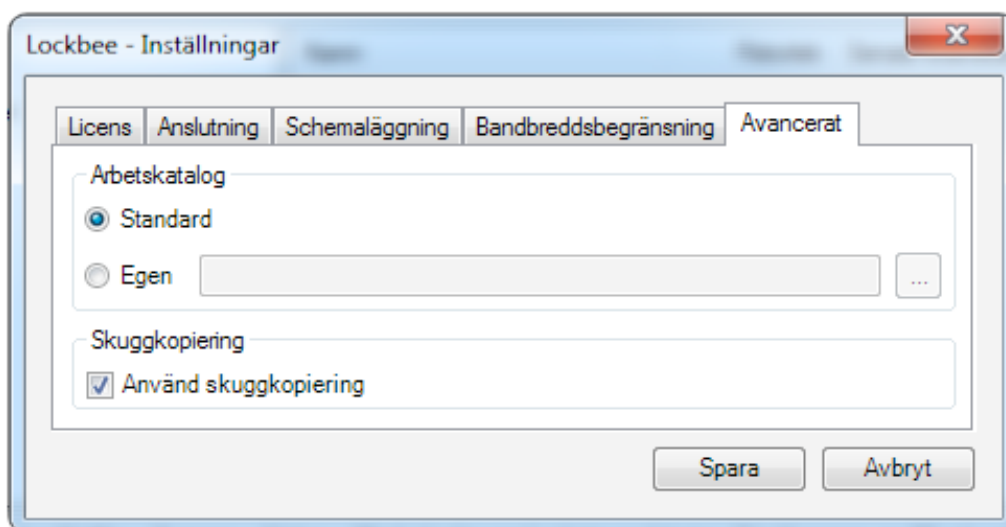 Lockbee - Inställningar
Licens Anslutning Schemaläggning Bandbreddsbegränsning Avancerat
Arbetskatalog
Standard
Egen ...
Skuggkopiering
Använd skuggkopiering
Spara Avbryt